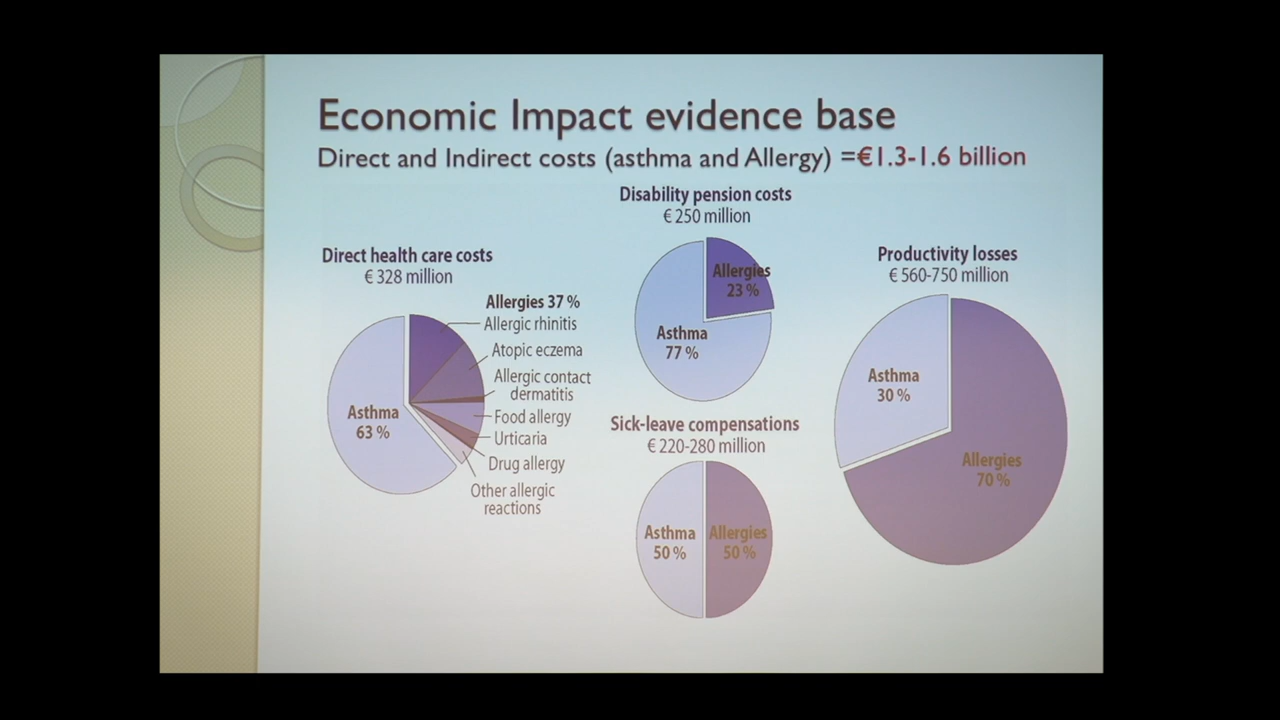 Economic Impact evidence base
Direct and Indirect costs (asthma and Allergy) =€1.3-1.6 billion
Direct health care costs
€ 328 million
Allergies 37 %
Allergic rhinitis
Atopic eczema
Allergic contact
dermatitis
Food allergy
Urticaria
Drug allergy
Other allergic
reactions
Asthma
63 %
Disability pension costs
€ 250 million
Allergies
23 %
Asthma
77 %
Sick-leave compensations
€ 220-280 million
Asthma
50 %
Allergies
50 %
Productivity losses
€ 560-750 million
Asthma
30 %
Allergies
70 %